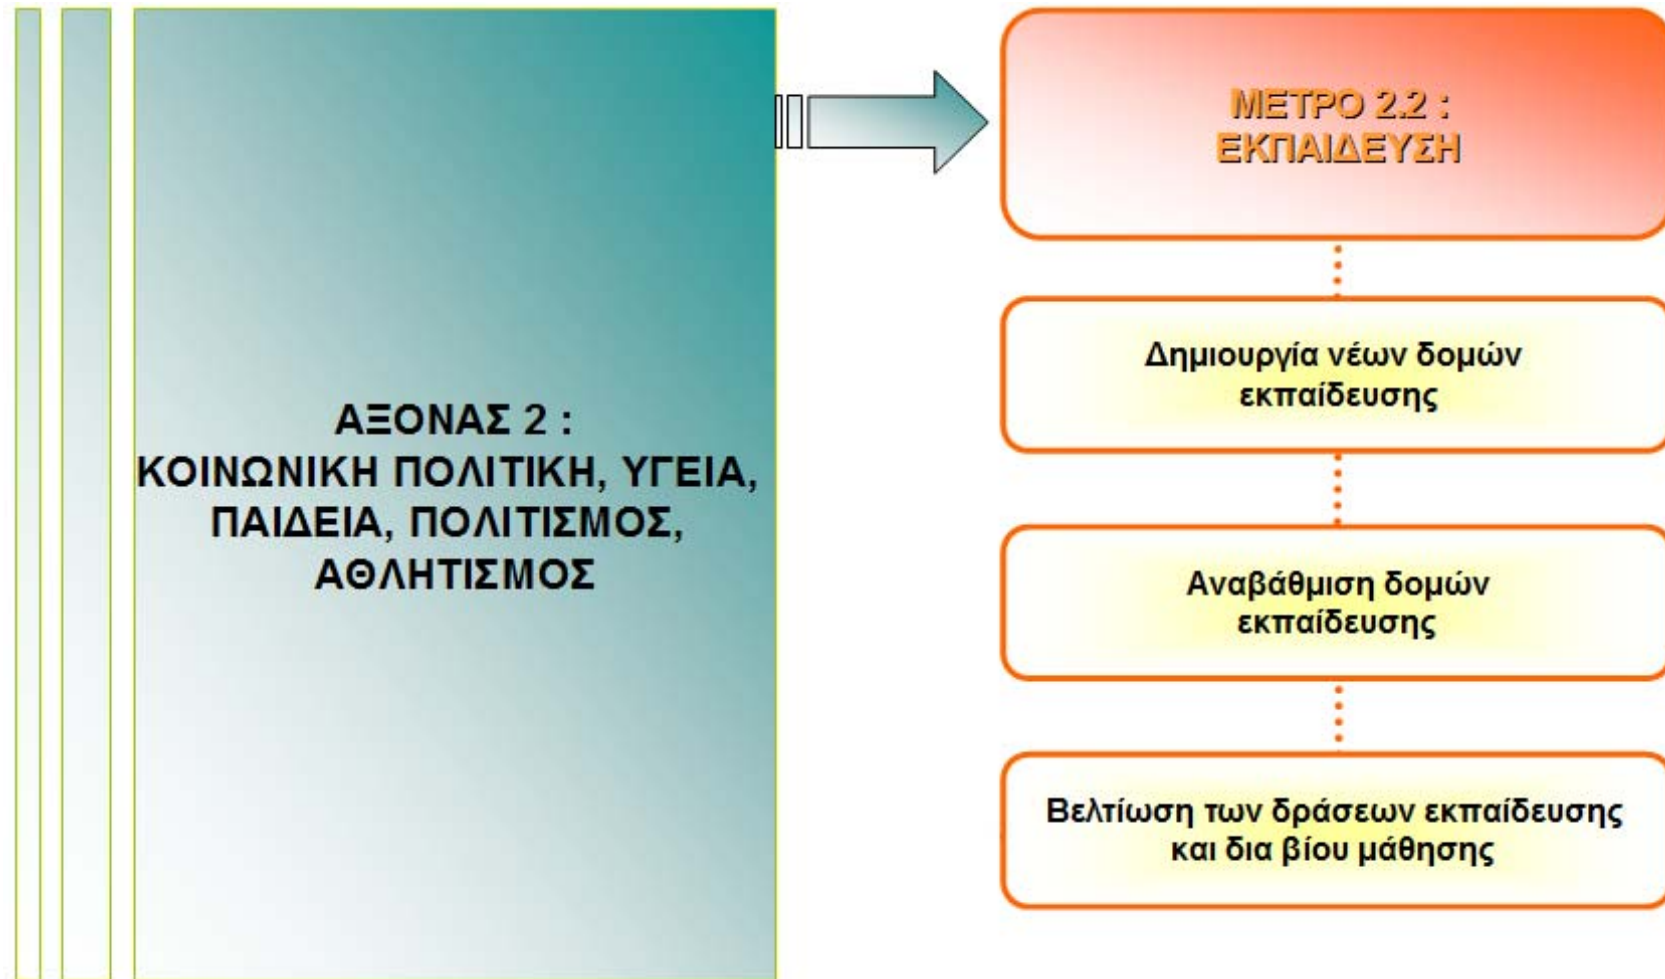 ΑΞΟΝΑΣ 2 :
ΚΟΙΝΩΝΙΚΗ ΠΟΛΙΤΙΚΗ, ΥΓΕΙΑ,
ΠΑΙΔΕΙΑ, ΠΟΛΙΤΙΣΜΟΣ,
ΑΘΛΗΤΙΣΜΟΣ
ΜΕΤΡΟ 2.2 :
ΕΚΠΑΙΔΕΥΣΗ
Δημιουργία νέων δομών
εκπαίδευσης
Αναβάθμιση δομών
εκπαίδευσης
Βελτίωση των δράσεων εκπαίδευσης
και δια βίου μάθησης